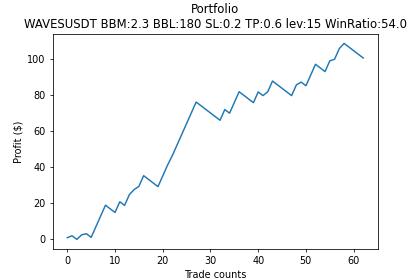 Portfolio
WAVESUSDT BBM:2.3 BBL:180 SL:0.2 TP:0.6 lev:15 WinRatio:54.0
100
80
60
40
20
0
Profit ($)
0 10 20 30 40 50 60
Trade counts